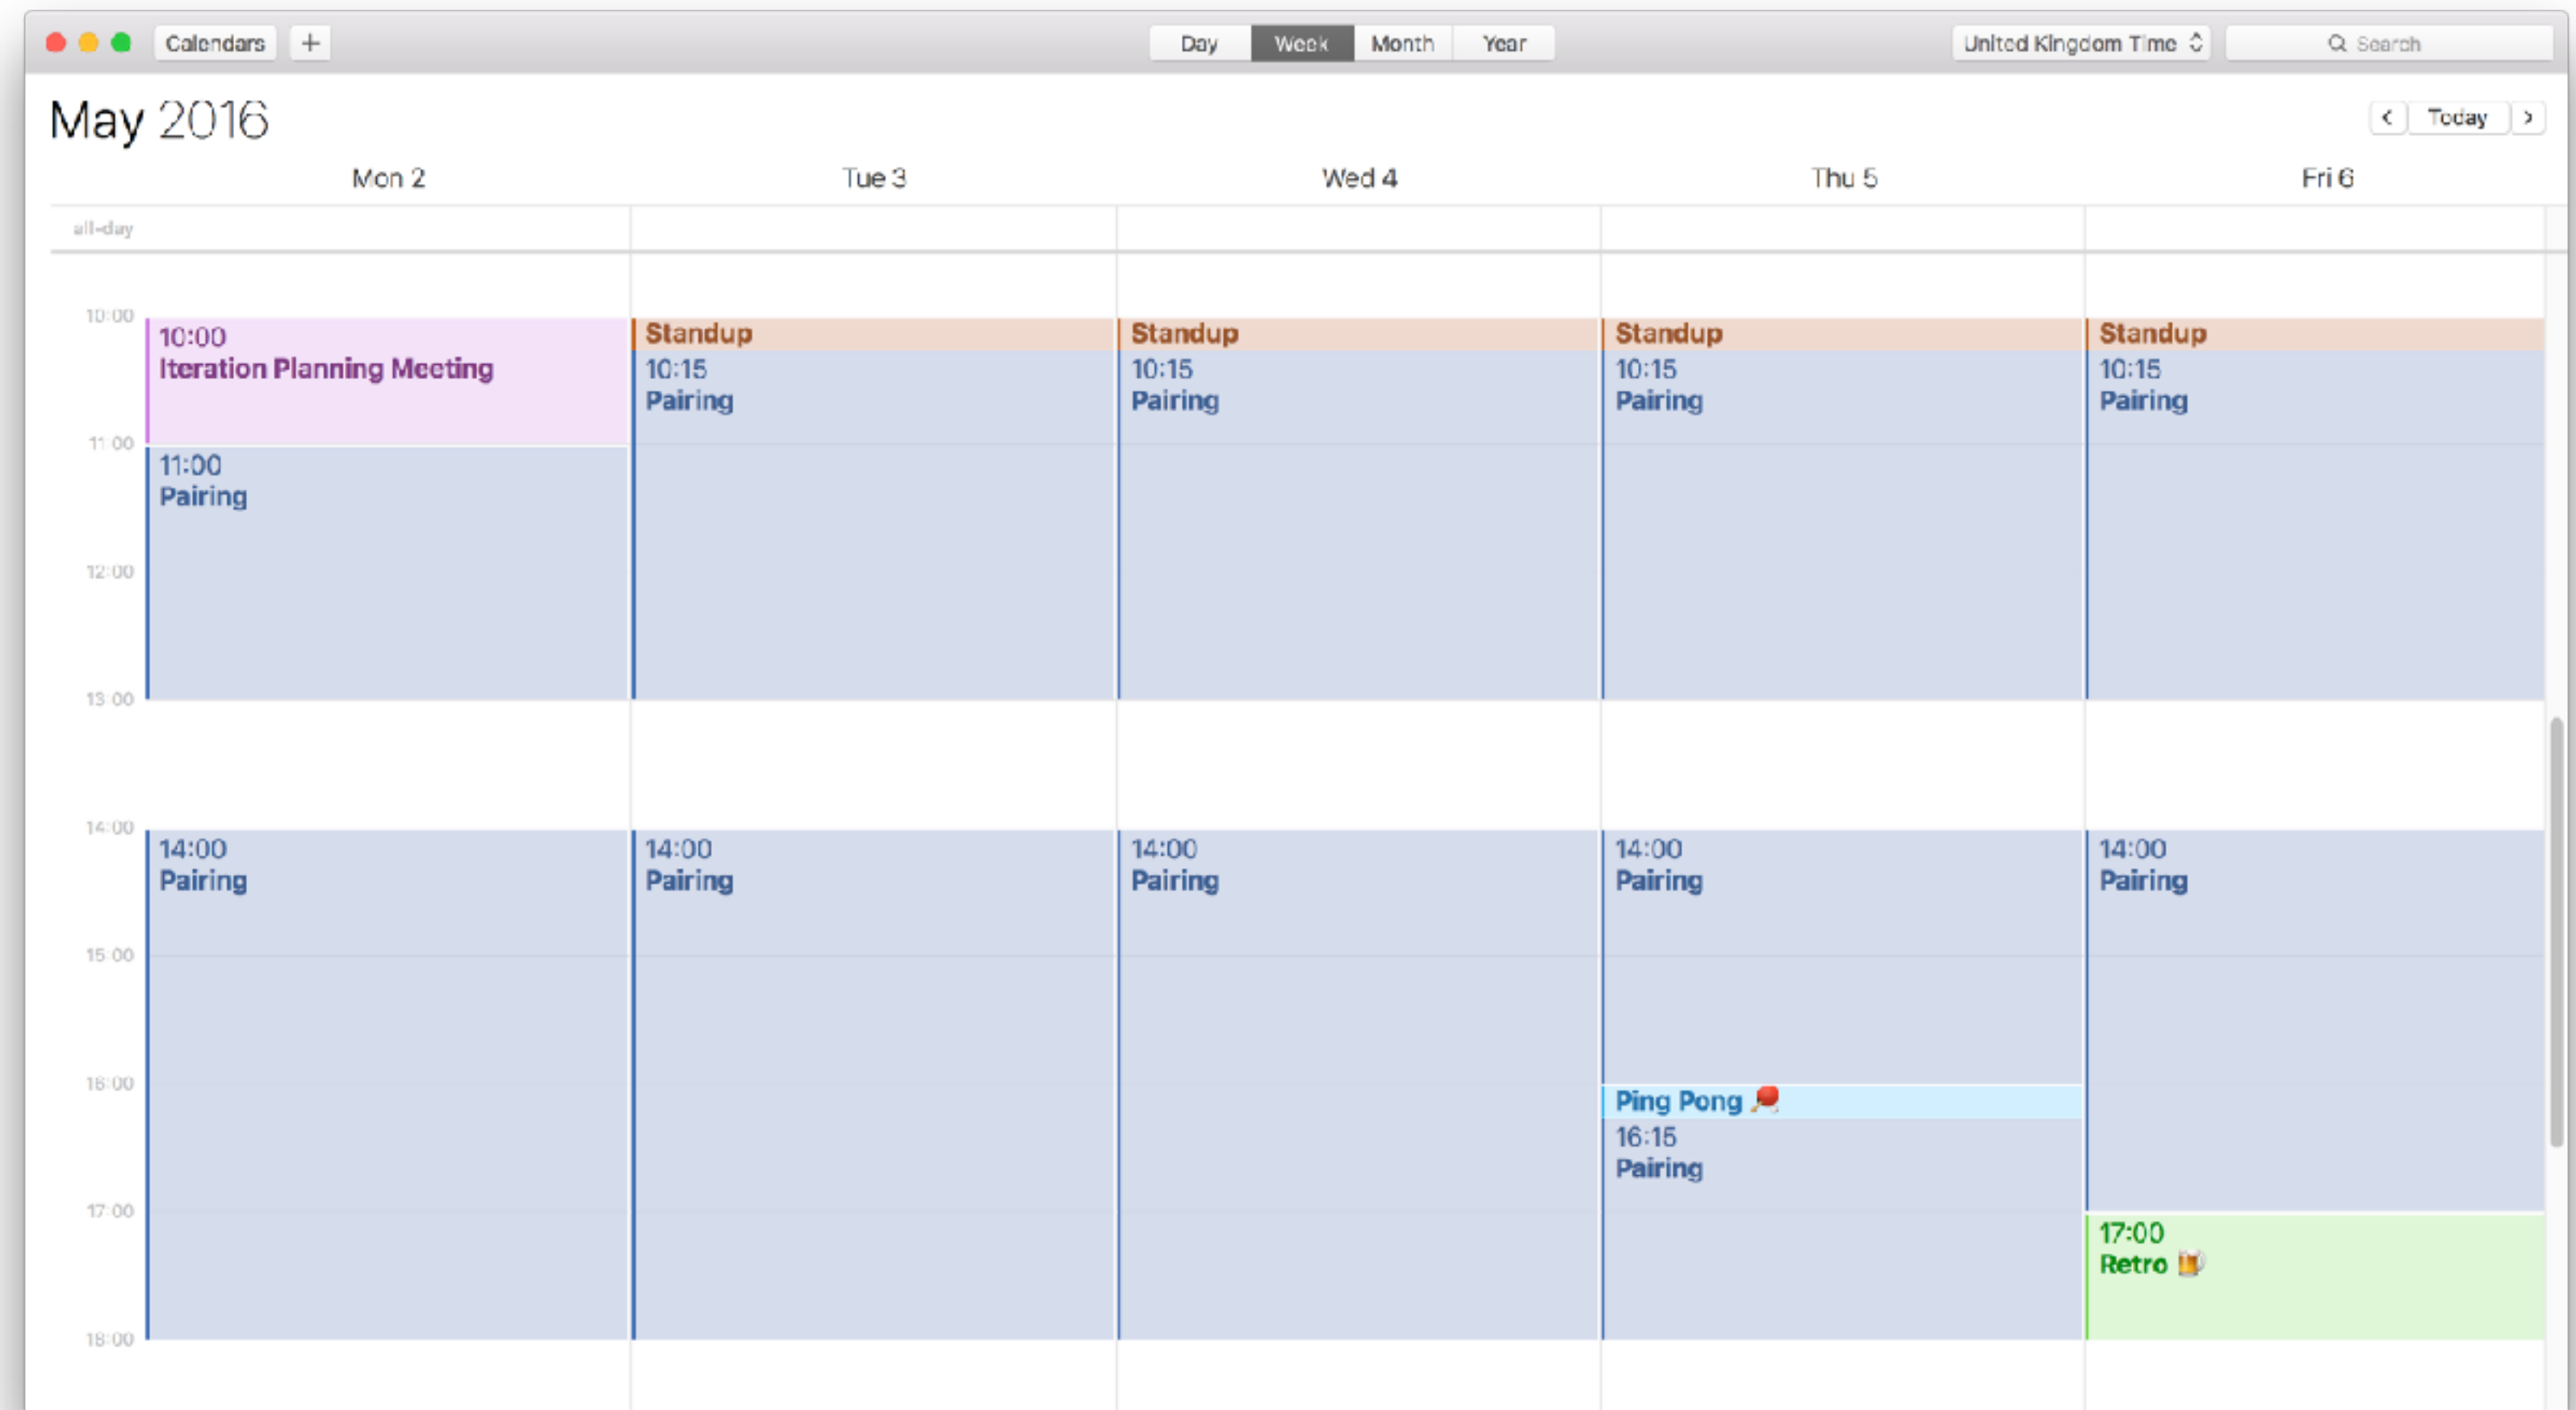 Calendars +
Day Week Month Year
United Kingdom Time
Search
May 2016
< Today >
Mon 2 Tue 3 Wed 4 Thu 5 Fri 6
all-day
10:00
11:00
12:00
13:00
14:00
15:00
16:00
17:00
18:00
10:00
Iteration Planning Meeting
11:00
Pairing
14:00
Pairing
Standup
10:15
Pairing
14:00
Pairing
Standup
10:15
Pairing
14:00
Pairing
Standup
10:15
Pairing
14:00
Pairing
Ping Pong 🏓
16:15
Pairing
Standup
10:15
Pairing
14:00
Pairing
17:00
Retro 🍺